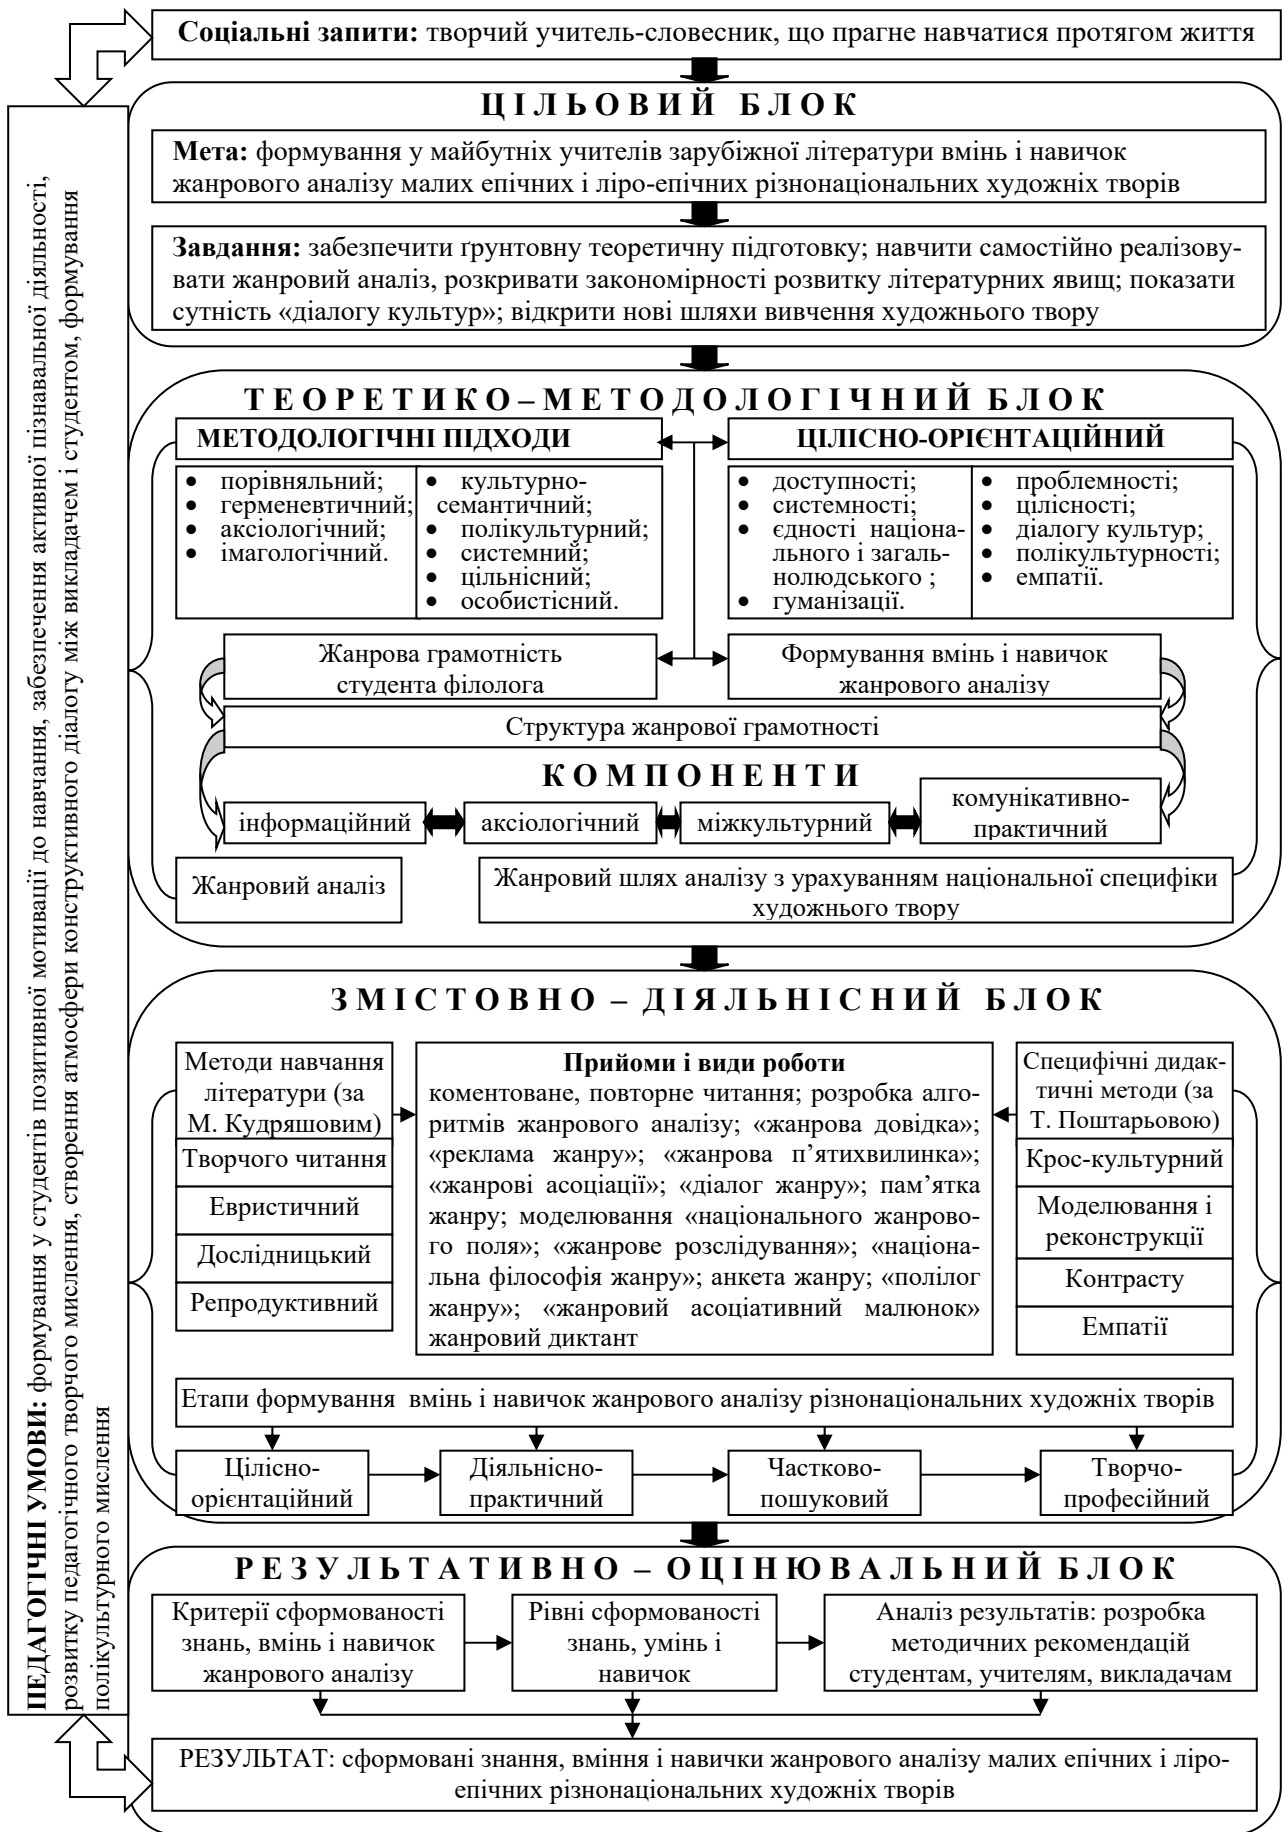 Соціальні запити: творчий учитель-словесник, що прагне навчатися протягом життя
ПЕДАГОГІЧНІ УМОВИ: формування у студентів позитивної мотивації до навчання, забезпечення активної пізнавальної діяльності,
розвитку педагогічного творчого мислення, створення атмосфери конструктивного діалогу між викладачем і студентом, формування
полікультурного мислення
ЦІЛЬОВИЙ БЛОК
Мета: формування у майбутніх учителів зарубіжної літератури вмінь і навичок
жанрового аналізу малих епічних і ліро-епічних різнонаціональних художніх творів
Завдання: забезпечити ґрунтовну теоретичну підготовку; навчити самостійно реалізову-
вати жанровий аналіз, розкривати закономірності розвитку літературних явищ; показати
сутність «діалогу культур»; відкрити нові шляхи вивчення художнього твору
ТЕОРЕТИКО–МЕТОДОЛОГІЧНИЙ БЛОК
МЕТОДОЛОГІЧНІ ПІДХОДИ
• порівняльний;
• герменевтичний;
• аксіологічний;
• імагологічний.
• культурно-
семантичний;
• полікультурний;
• системний;
• цільнісний;
• особистісний.
ЦІЛІСНО-ОРІЄНТАЦІЙНИЙ
• доступності;
• системності;
• єдності націона-
льного і загаль-
нолюдського ;
• гуманізації.
• проблемності;
• цілісності;
• діалогу культур;
• полікультурності;
• емпатії.
Жанрова грамотність
студента філолога
Формування вмінь і навичок
жанрового аналізу
Структура жанрової грамотності
КОМПОНЕНТИ
інформаційний
аксіологічний
міжкультурний
комунікативно-
практичний
Жанровий аналіз
Жанровий шлях аналізу з урахуванням національної специфіки
художнього твору
ЗМІСТОВНО – ДІЯЛЬНІСНИЙ БЛОК
Методи навчання
літератури (за
М. Кудряшовим)
Творчого читання
Евристичний
Дослідницький
Репродуктивний
Прийоми і види роботи
коментоване, повторне читання; розробка алго-
ритмів жанрового аналізу; «жанрова довідка»;
«реклама жанру»; «жанрова п’ятихвилинка»;
«жанрові асоціації»; «діалог жанру»; пам’ятка
жанру; моделювання «національного жанрово-
го поля»; «жанрове розслідування»; «націона-
льна філософія жанру»; анкета жанру; «полілог
жанру»; «жанровий асоціативний малюнок»
жанровий диктант
Специфічні дидак-
тичні методи (за
Т. Поштарьовою)
Крос-культурний
Моделювання і
реконструкції
Контрасту
Емпатії
Етапи формування вмінь і навичок жанрового аналізу різнонаціональних художніх творів
Цілісно-
орієнтаційний
Діяльнісно-
практичний
Частково-
пошуковий
Творчо-
професійний
РЕЗУЛЬТАТИВНО – ОЦІНЮВАЛЬНИЙ БЛОК
Критерії сформованості
знань, вмінь і навичок
жанрового аналізу
Рівні сформованості
знань, умінь і
навичок
Аналіз результатів: розробка
методичних рекомендацій
студентам, учителям, викладачам
РЕЗУЛЬТАТ: сформовані знання, вміння і навички жанрового аналізу малих епічних і ліро-
епічних різнонаціональних художніх творів